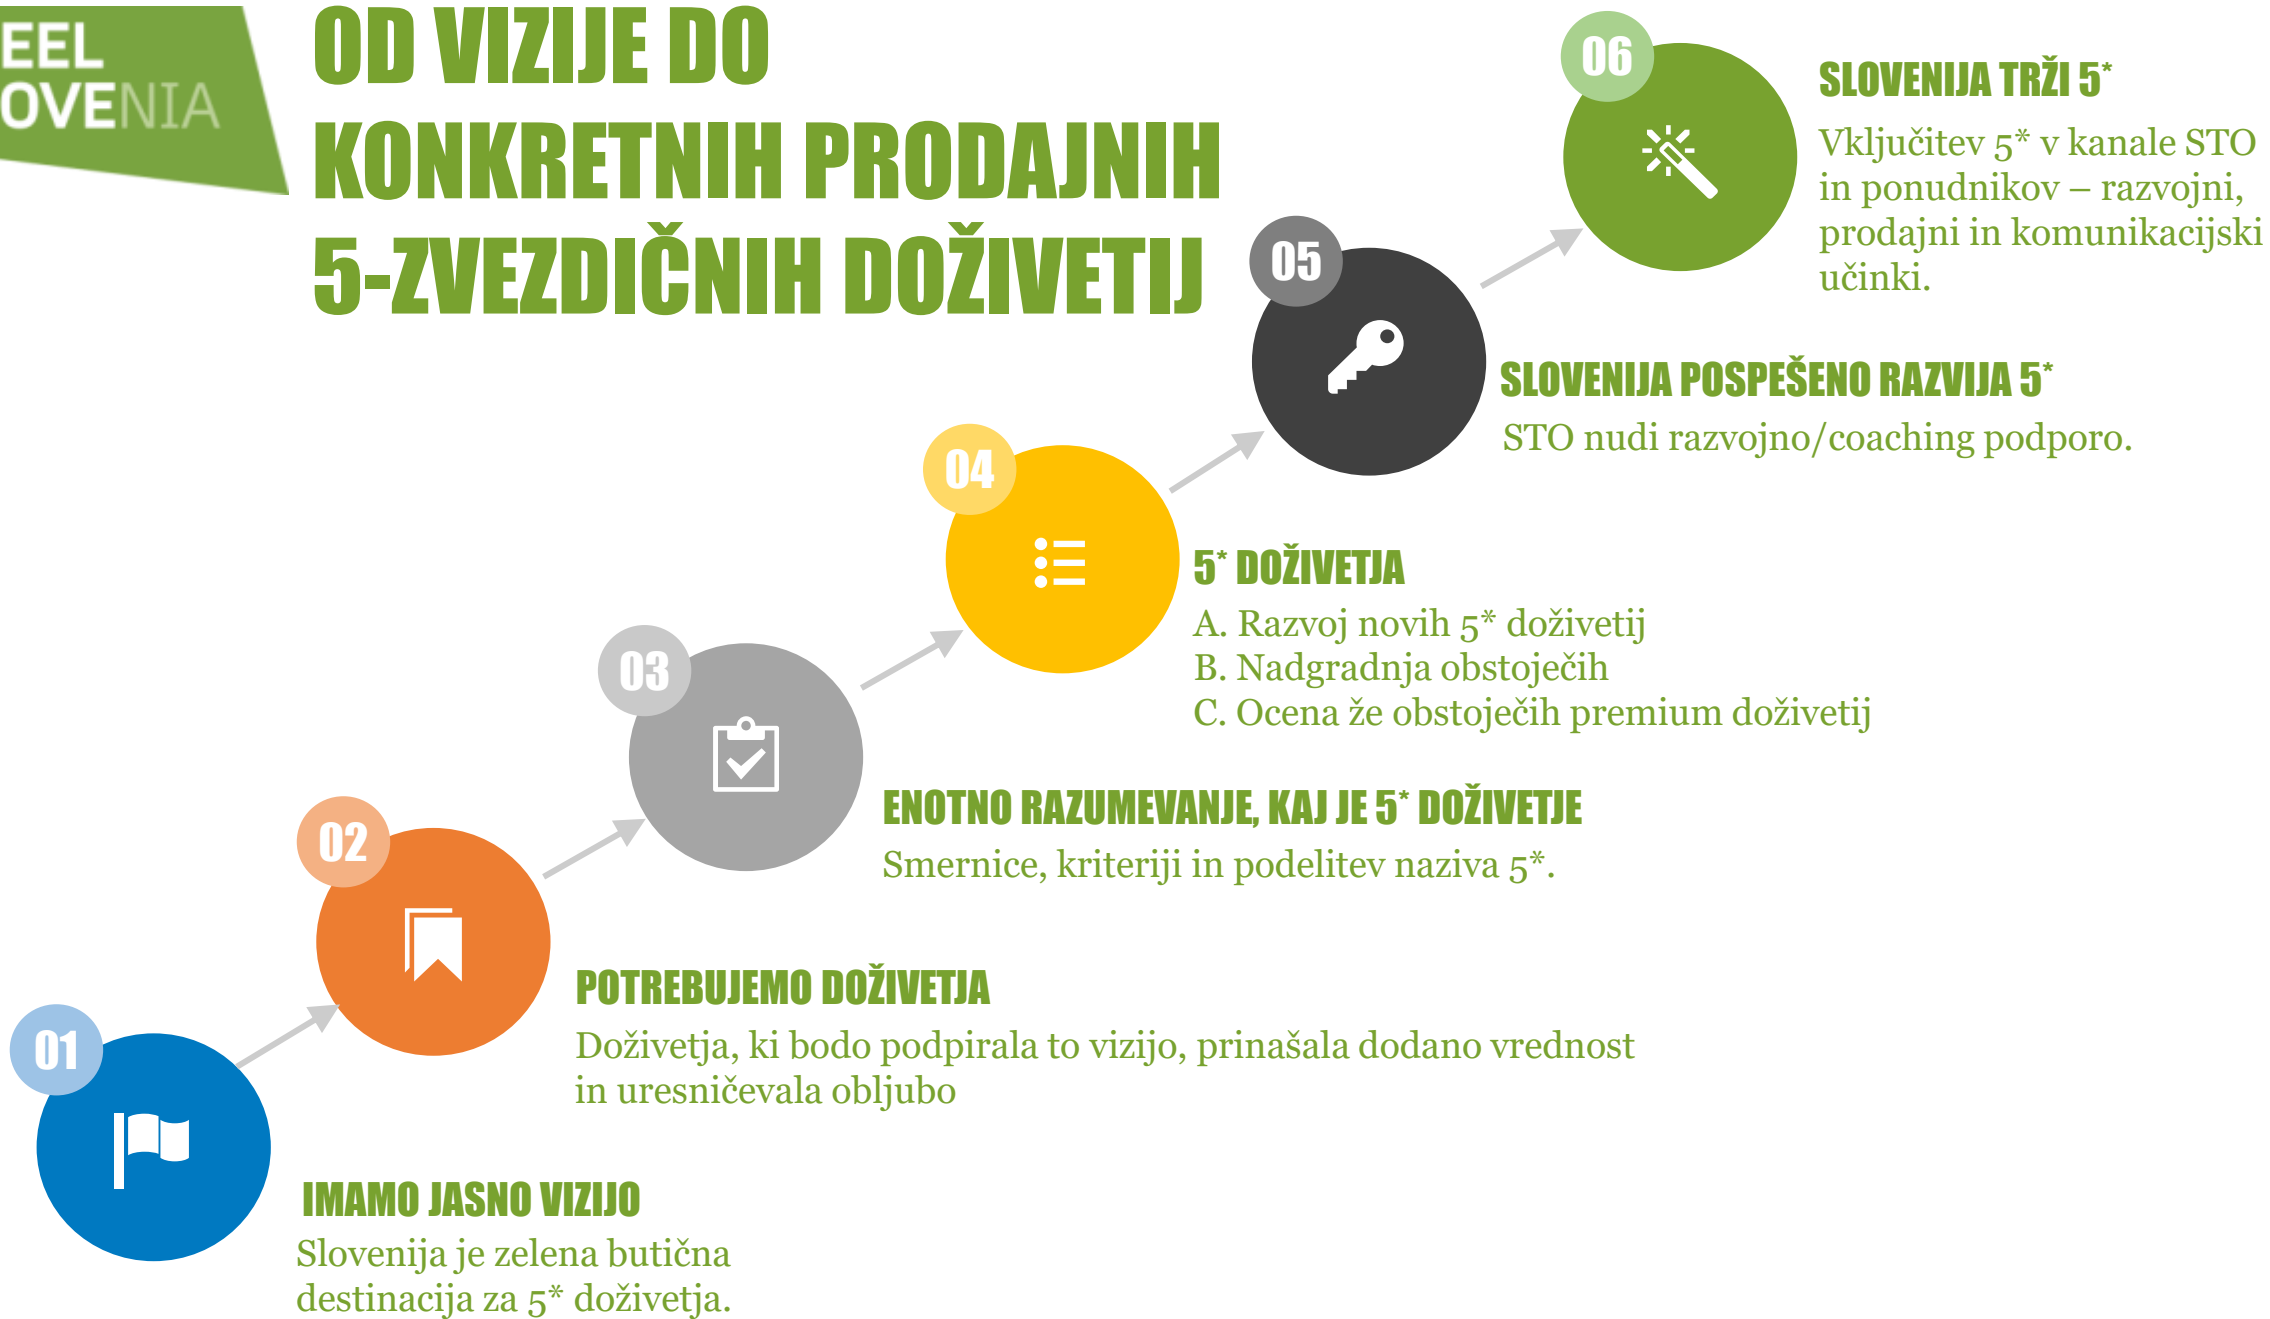 EEL
OVENIA
OD VIZIJE DO
KONKRETNIH PRODAJNIH
5-ZVEZDIČNIH DOŽIVETIJ
06
SLOVENIJA TRŽI 5*
Vključitev 5* v kanale STO
in ponudnikov – razvojni,
prodajni in komunikacijski
učinki.
05
SLOVENIJA POSPEŠENO RAZVIJA 5*
STO nudi razvojno/coaching podporo.
04
5* DOŽIVETJA
A. Razvoj novih 5* doživetij
B. Nadgradnja obstoječih
C. Ocena že obstoječih premium doživetij
03
ENOTNO RAZUMEVANJE, KAJ JE 5* DOŽIVETJE
Smernice, kriteriji in podelitev naziva 5*.
02
POTREBUJEMO DOŽIVETJA
Doživetja, ki bodo podpirala to vizijo, prinašala dodano vrednost
in uresničevala obljubo
01
IMAMO JASNO VIZIJO
Slovenija je zelena butična
destinacija za 5* doživetja.